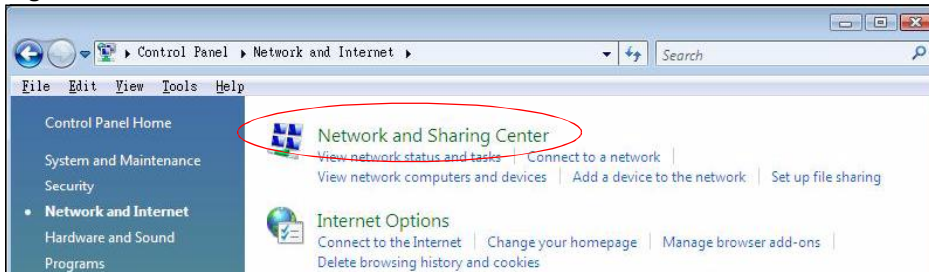 Control Panel Network and Internet
Search
File Edit View Tools Help
Control Panel Home
System and Maintenance
Security
Network and Internet
Hardware and Sound
Programs
Network and Sharing Center
View network status and tasks Connect to a network
View network computers and devices Add a device to the network Set up file sharing
Internet Options
Connect to the Internet Change your homepage Manage browser add-ons
Delete browsing history and cookies